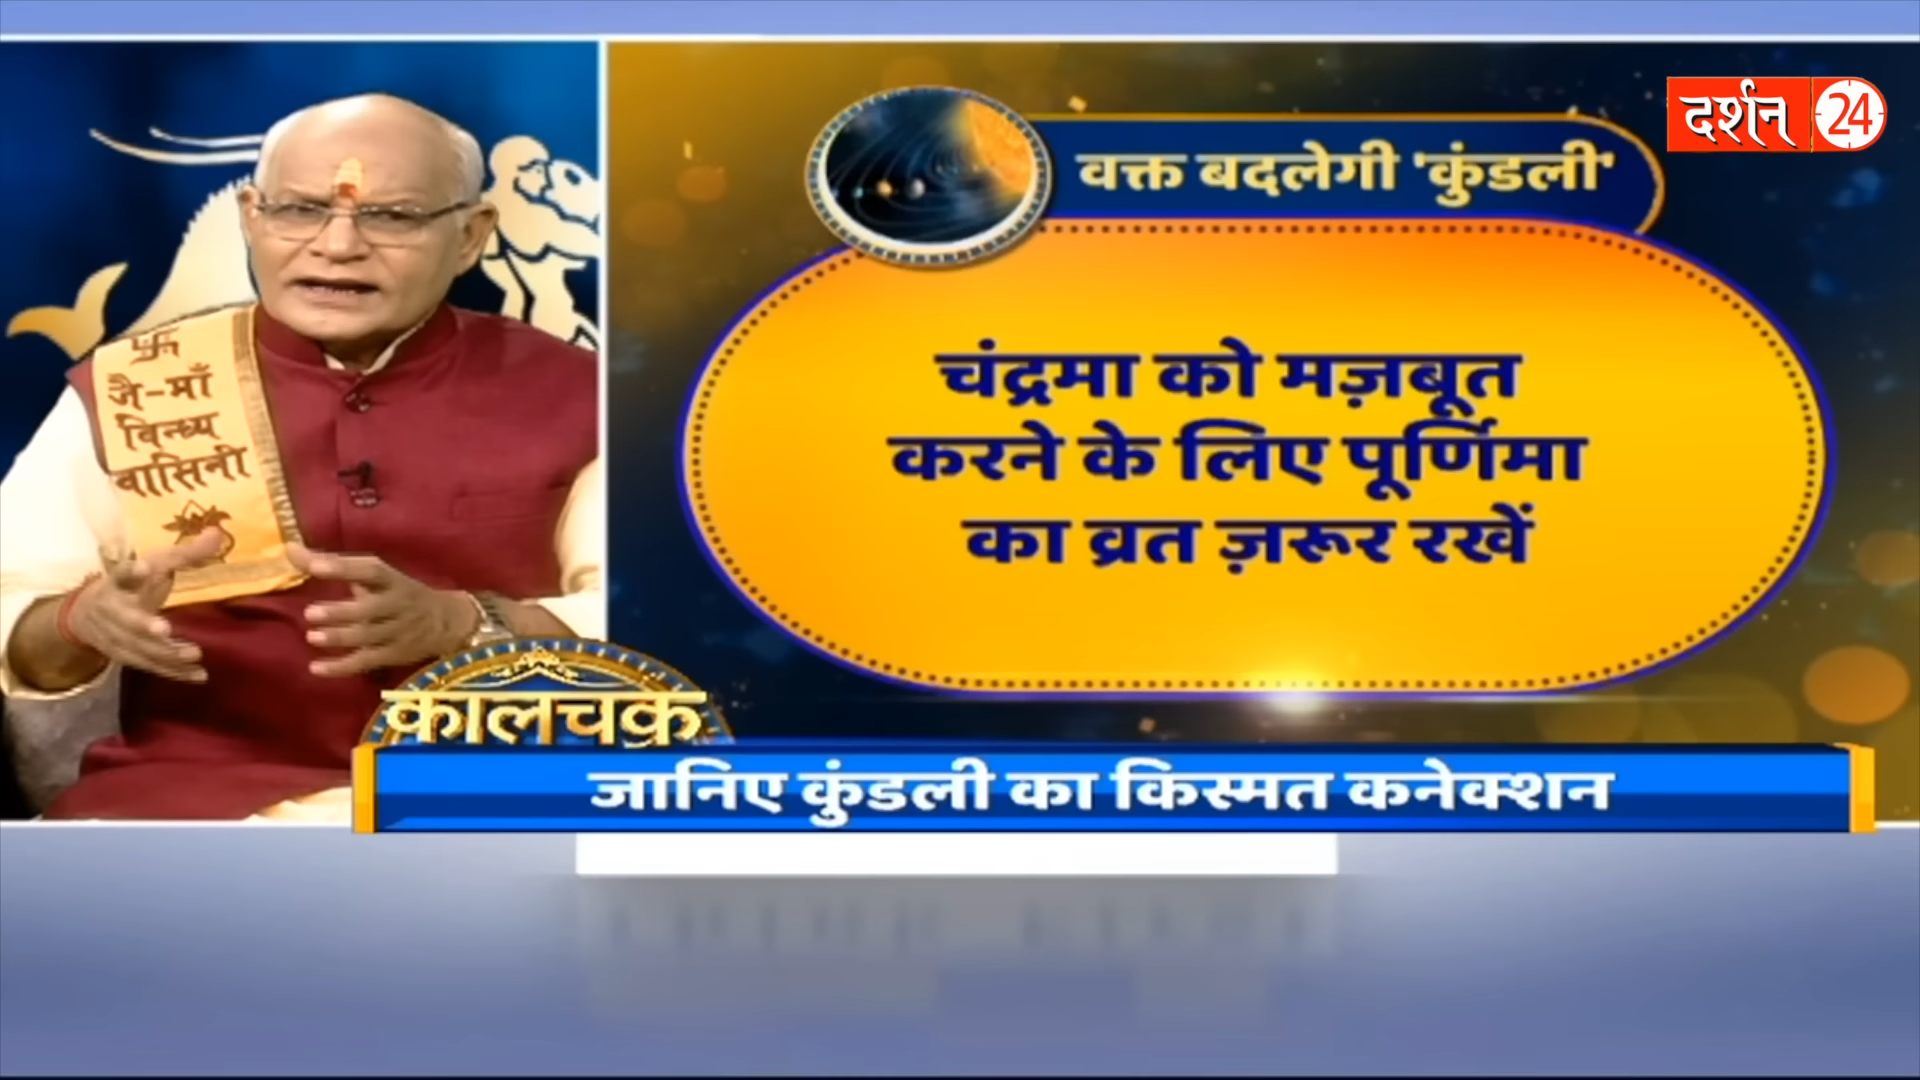 दर्शन 24
वक्त बदलेगी 'कुंडली'
चंद्रमा को मज़बूत
करने के लिए पूर्णिमा
का व्रत ज़रूर रखें
जै-माँ
विन्ध्य
वासिनी
कालचक्र
जानिए कुंडली का किस्मत कनेक्शन